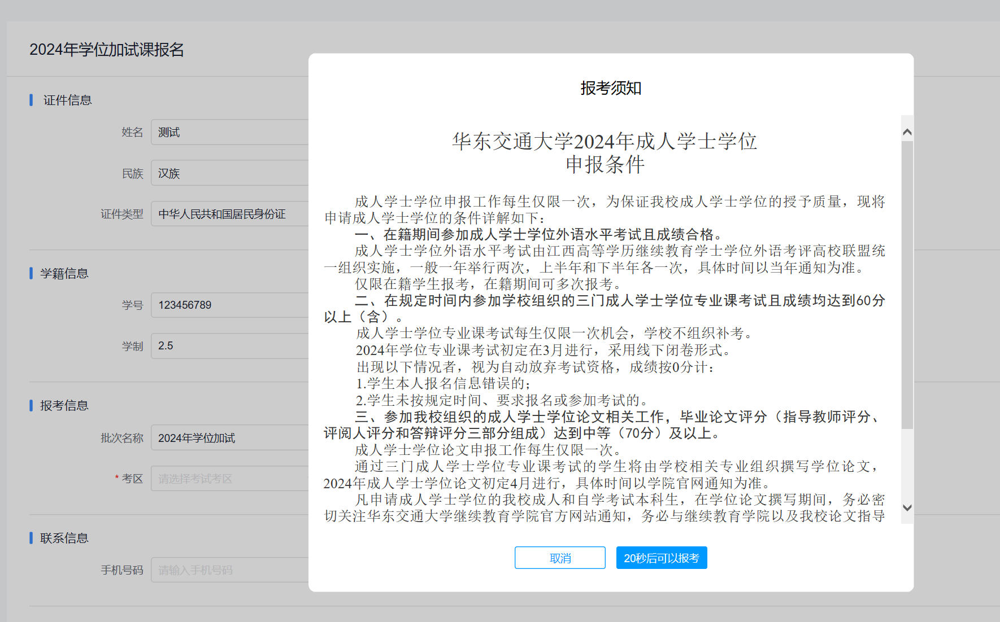 2024年学位加试课报名
证件信息
姓名
测试
民族
汉族
证件类型
中华人民共和国居民身份证
学籍信息
学号
123456789
学制
2.5
报考信息
批次名称
2024年学位加试
* 考区
请选择考试考区
联系信息
手机号码
请输入手机号码
报考须知
华东交通大学2024年成人学士学位
申报条件
成人学士学位申报工作每生仅限一次，为保证我校成人学士学位的授予质量，现将
申请成人学士学位的条件详解如下：
一、在籍期间参加成人学士学位外语水平考试且成绩合格。
成人学士学位外语水平考试由江西高等学历继续教育学士学位外语考评高校联盟统
一组织实施，一般一年举行两次，上半年和下半年各一次，具体时间以当年通知为准。
仅限在籍学生报考，在籍期间可多次报考。
二、在规定时间内参加学校组织的三门成人学士学位专业课考试且成绩均达到60分
以上（含）。
成人学士学位专业课考试每生仅限一次机会，学校不组织补考。
2024年学位专业课考试初定在3月进行，采用线下闭卷形式。
出现以下情况者，视为自动放弃考试资格，成绩按0分计：
1.学生本人报名信息错误的；
2.学生未按规定时间、要求报名或参加考试的。
三、参加我校组织的成人学士学位论文相关工作，毕业论文评分（指导教师评分、
评阅人评分和答辩评分三部分组成）达到中等（70分）及以上。
成人学士学位论文申报工作每生仅限一次。
通过三门成人学士学位专业课考试的学生将由学校相关专业组织撰写学位论文，
2024年成人学士学位论文初定4月进行，具体时间以学院官网通知为准。
凡申请成人学士学位的我校成人和自学考试本科生，在学位论文撰写期间，务必密
切关注华东交通大学继续教育学院官方网站通知，务必与继续教育学院以及我校论文指导
取消
20秒后可以报考